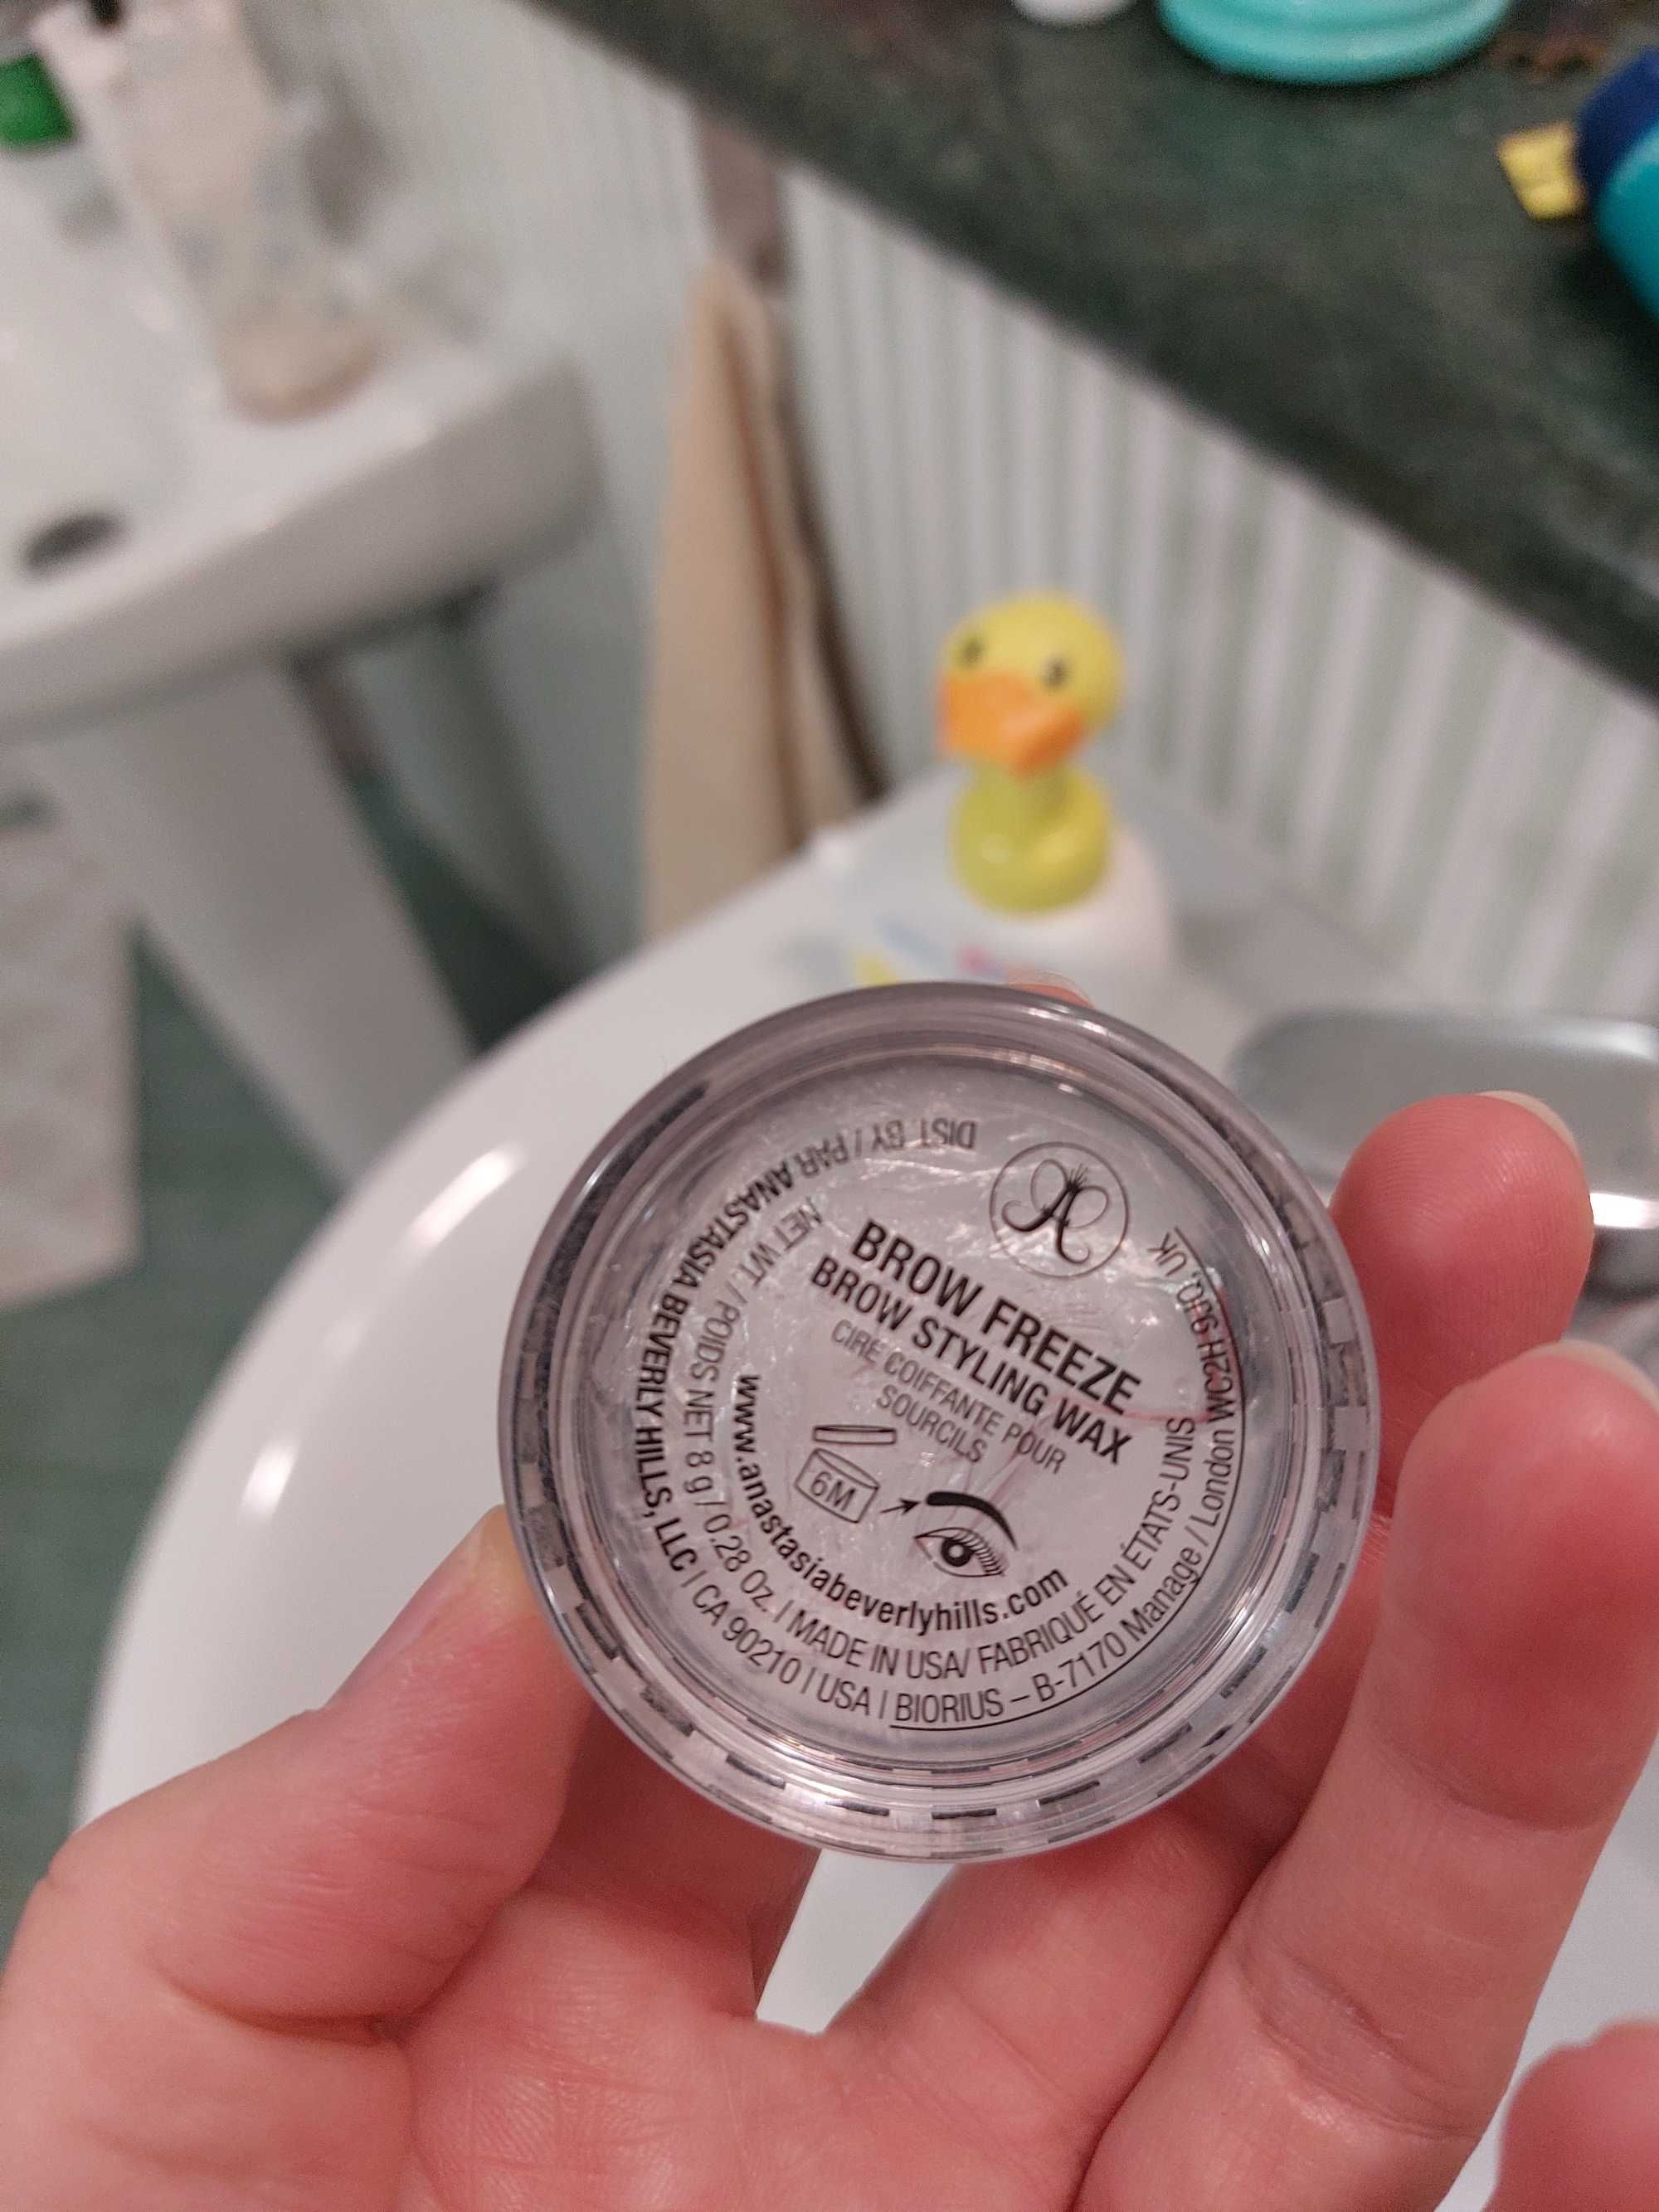 BROW FREEZE
BROW STYLING WAX
CIRE COIFFANTE POUR
SOURCILS
6M
www.anastasiabeverlyhills.com
NET WT. / POIDS NET 8 g / 0.28 Oz. | MADE IN USA/ FABRIQUÉ EN ÉTATS-UNIS
DIST BY / PAR ANASTASIA BEVERLY HILLS, LLC | CA 90210 | USA | BIORIUS – B-7170 Manage / London WC2H 9JQ, UK